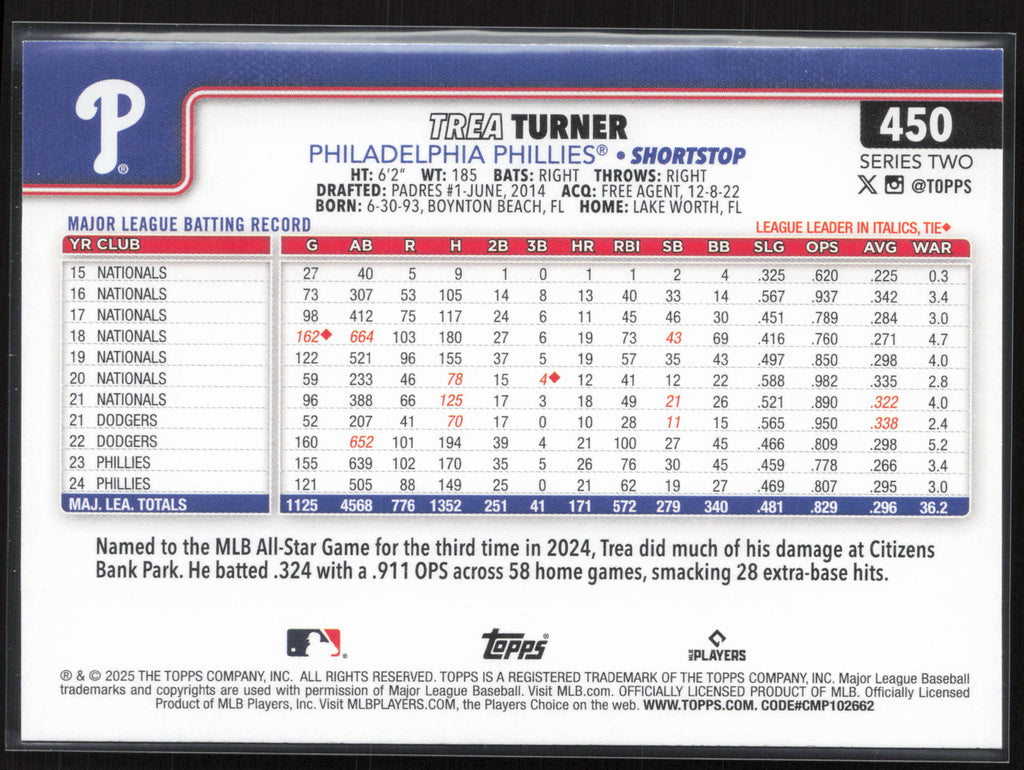 P®
450
TREA TURNER
SERIES TWO
PHILADELPHIA PHILLIES® • SHORTSTOP
HT: 6'2" WT: 185 BATS: RIGHT THROWS: RIGHT
@TOPPS
DRAFTED: PADRES #1-JUNE, 2014 ACQ: FREE AGENT, 12-8-22
BORN: 6-30-93, BOYNTON BEACH, FL HOME: LAKE WORTH, FL
MAJOR LEAGUE BATTING RECORD LEAGUE LEADER IN ITALICS, TIE◆
YR CLUB G AB R H 2B 3B HR RBI SB BB SLG OPS AVG WAR
15 NATIONALS 27 40 5 9 1 0 1 1 2 4 .325 .620 .225 0.3
16 NATIONALS 73 307 53 105 14 8 13 40 33 14 .567 .937 .342 3.4
17 NATIONALS 98 412 75 117 24 6 11 45 46 30 .451 .789 .284 3.0
18 NATIONALS 162◆ 664 103 180 27 6 19 73 43 69 .416 .760 .271 4.7
19 NATIONALS 122 521 96 155 37 5 19 57 35 43 .497 .850 .298 4.0
20 NATIONALS 59 233 46 78 15 4◆ 12 41 12 22 .588 .982 .335 2.8
21 NATIONALS 96 388 66 125 17 3 18 49 21 26 .521 .890 .322 4.0
21 DODGERS 52 207 41 70 17 0 10 28 11 15 .565 .950 .338 2.4
22 DODGERS 160 652 101 194 39 4 21 100 27 45 .466 .809 .298 5.2
23 PHILLIES 155 639 102 170 35 5 26 76 30 45 .459 .778 .266 3.4
24 PHILLIES 121 505 88 149 25 0 21 62 19 27 .469 .807 .295 3.0
MAJ. LEA. TOTALS 1125 4568 776 1352 251 41 171 572 279 340 .481 .829 .296 36.2
Named to the MLB All-Star Game for the third time in 2024, Trea did much of his damage at Citizens
Bank Park. He batted .324 with a .911 OPS across 58 home games, smacking 28 extra-base hits.
Topps®
MLB PLAYERS
® & © 2025 THE TOPPS COMPANY, INC. ALL RIGHTS RESERVED. TOPPS IS A REGISTERED TRADEMARK OF THE TOPPS COMPANY, INC. Major League Baseball
trademarks and copyrights are used with permission of Major League Baseball. Visit MLB.com. OFFICIALLY LICENSED PRODUCT OF MLB. Officially Licensed
Product of MLB Players, Inc. Visit MLBPLAYERS.COM, the Players Choice on the web. WWW.TOPPS.COM. CODE#CMP102662